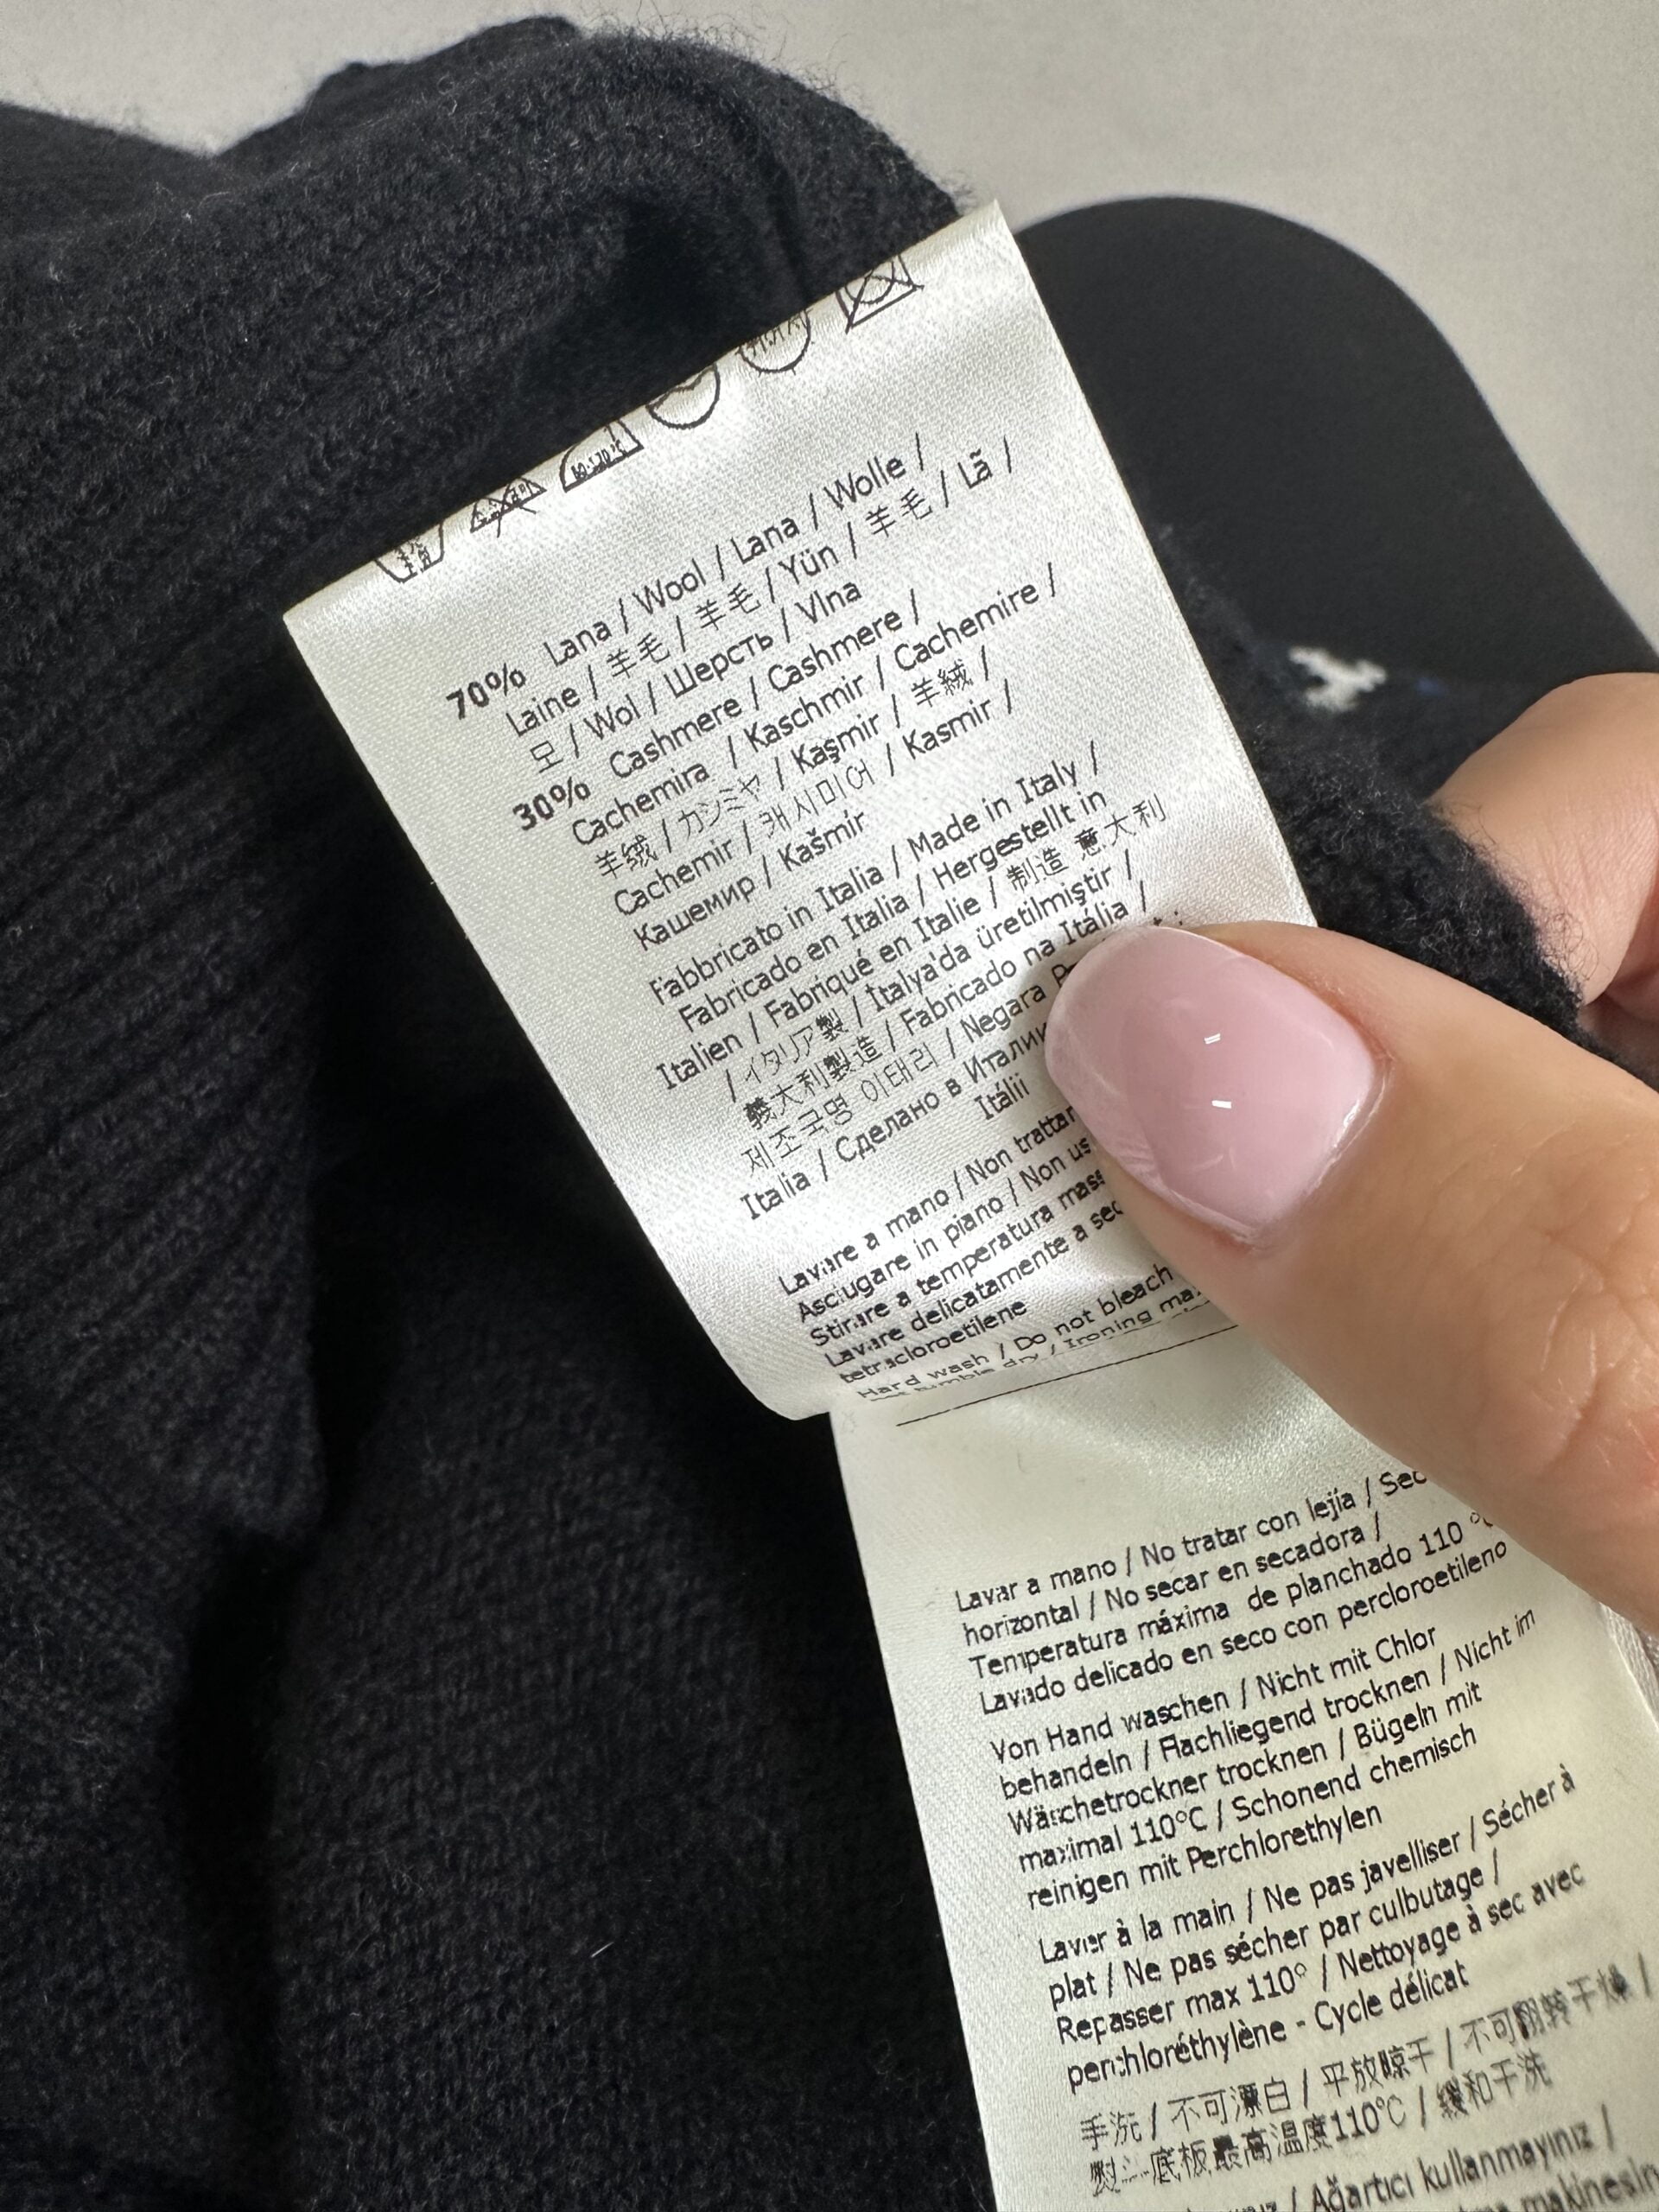 70% Lana / Wool / Lana / Wolle /
Laine / 羊毛 / 羊毛 / Yün / 羊毛 / Lã /
모 / Wol / Шерсть / Vlna
30% Cashmere / Cashmere /
Cachemira / Kaschmir / Cachemire /
羊绒 / カシミヤ / Kaşmir / 羊絨 /
Cachemir / 캐시미어 / Kasmir /
Кашемир / Kašmír
Fabbricato in Italia / Made in Italy /
Fabricado en Italia / Hergestellt in
Italien / Fabriqué en Italie / 制造 意大利
/ イタリア製 / İtalya'da üretilmiştir /
義大利製造 / Fabricado na Itália /
제조국명 이태리 / Negara
Italia / Сделано в
Itálii
Lavare a mano / Non
Asciugare in piano / Non
Stirare a temperatura
Lavare delicatamente a
tetracloroetilene
Hard wash / Do not bleach
not tumble dry / Ironing
Lavar a mano / No tratar con lejía /
horizontal / No secar en secadora /
Temperatura máxima de planchado 110
Lavado delicado en seco con percloroetileno
Von Hand waschen / Nicht mit Chlor
behandeln / Flachliegend trocknen / Nicht im
Wäschetrockner trocknen / Bügeln mit
maximal 110°C / Schonend chemisch
reinigen mit Perchlorethylen
Laver à la main / Ne pas javelliser / Sécher à
plat / Ne pas sécher par culbutage /
Repasser max 110° / Nettoyage à sec avec
perchloréthylène - Cycle délicat
手洗 / 不可漂白 / 平放晾干 / 不可翻转干燥 /
熨斗底板最高温度110°C / 缓和干洗
/ Ağartıcı kullanmayınız /